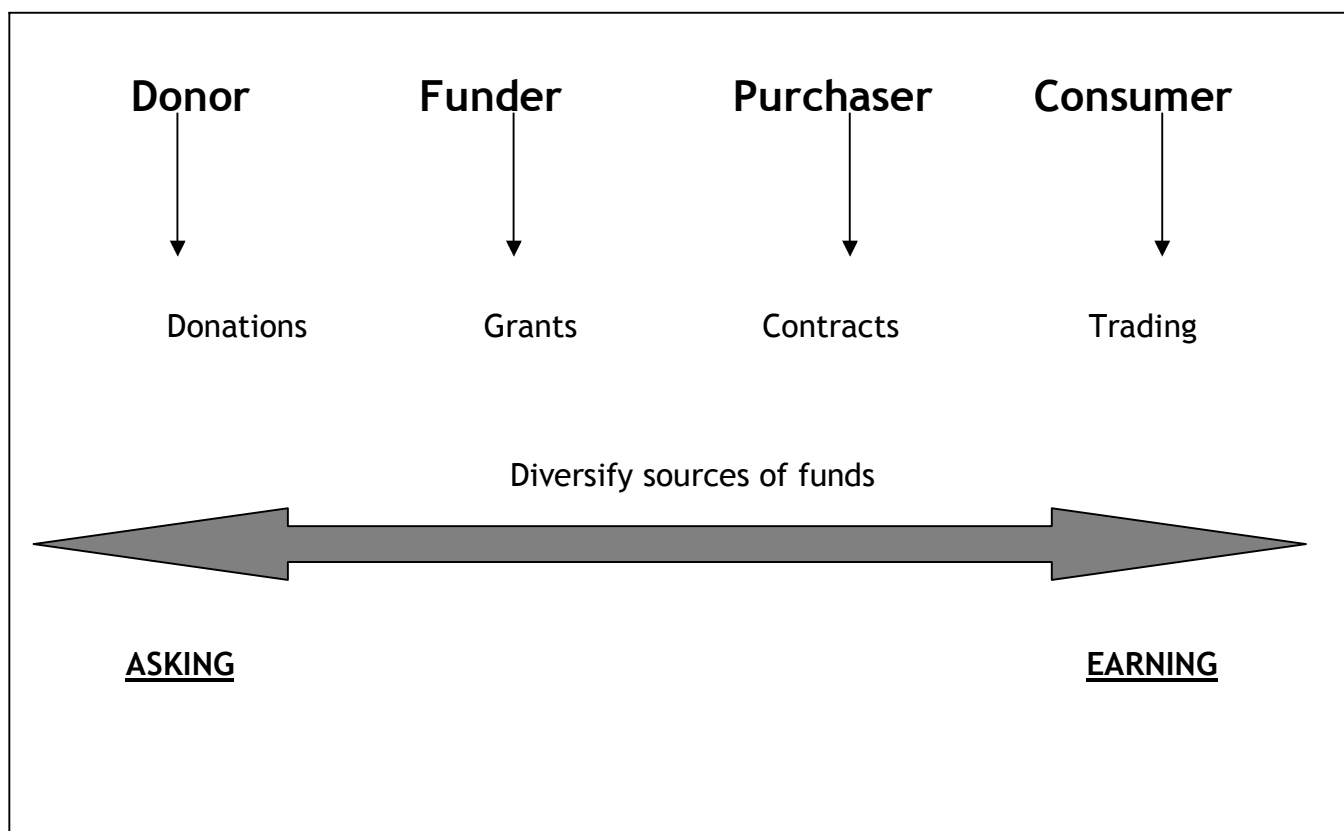 Donor Funder Purchaser Consumer
Donations Grants Contracts Trading
Diversify sources of funds
ASKING EARNING